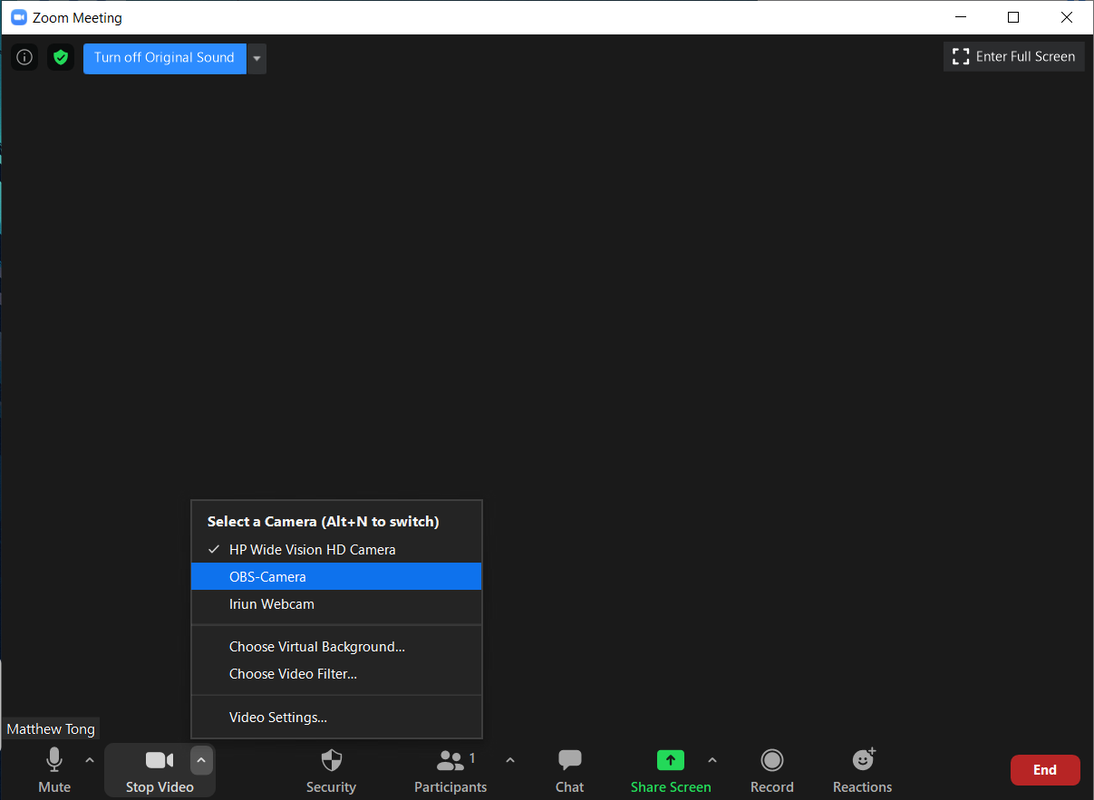 Zoom Meeting
Turn off Original Sound
Enter Full Screen
Select a Camera (Alt+N to switch)
HP Wide Vision HD Camera
OBS-Camera
Iriun Webcam
Choose Virtual Background...
Choose Video Filter...
Video Settings...
Matthew Tong
Mute
Stop Video
Security
Participants
1
Chat
Share Screen
Record
Reactions
End